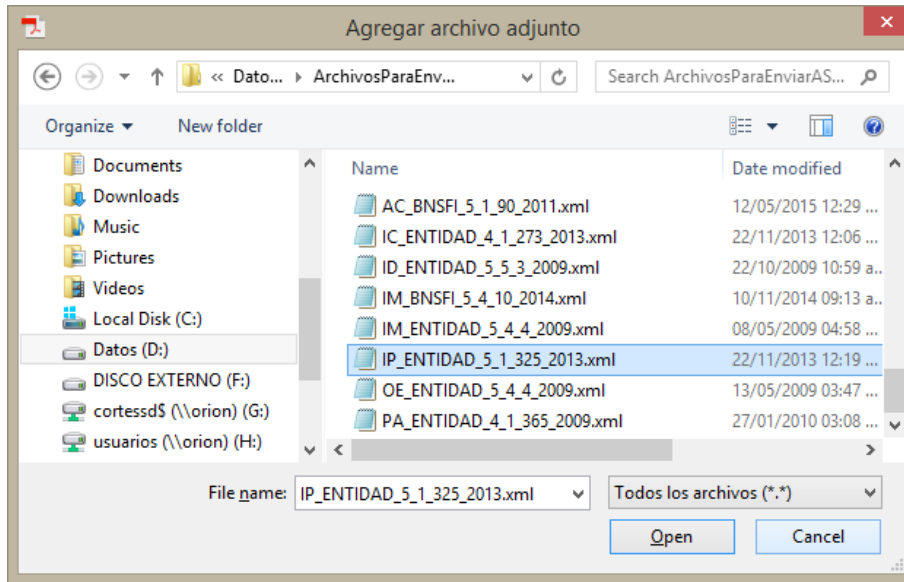 Agregar archivo adjunto
« Dato... ArchivosParaEnv...
Search ArchivosParaEnviarAS...
Organize New folder
Name Date modified
Documents
Downloads
Music
Pictures
Videos
Local Disk (C:)
Datos (D:)
DISCO EXTERNO (F:)
cortessd$ (\\orion) (G:)
usuarios (\\orion) (H:)
AC_BNSFI_5_1_90_2011.xml 12/05/2015 12:29 ...
IC_ENTIDAD_4_1_273_2013.xml 22/11/2013 12:06 ...
ID_ENTIDAD_5_5_3_2009.xml 22/10/2009 10:59 a..
IM_BNSFI_5_4_10_2014.xml 10/11/2014 09:13 a..
IM_ENTIDAD_5_4_4_2009.xml 08/05/2009 04:58 ...
IP_ENTIDAD_5_1_325_2013.xml 22/11/2013 12:19 ...
OE_ENTIDAD_5_4_4_2009.xml 13/05/2009 03:47 ...
PA_ENTIDAD_4_1_365_2009.xml 27/01/2010 03:08 ...
File name: IP_ENTIDAD_5_1_325_2013.xml Todos los archivos (*.*)
Open Cancel